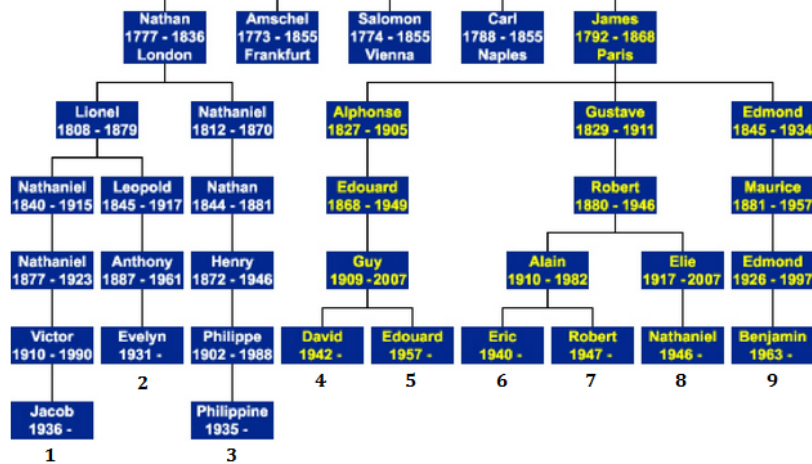 Nathan
1777 - 1836
London
Amschel
1773 - 1855
Frankfurt
Salomon
1774 - 1855
Vienna
Carl
1788 - 1855
Naples
James
1792 - 1868
Paris
Lionel
1808 - 1879
Nathaniel
1812 - 1870
Alphonse
1827 - 1905
Gustave
1829 - 1911
Edmond
1845 - 1934
Nathaniel
1840 - 1915
Leopold
1845 - 1917
Nathan
1844 - 1881
Edouard
1868 - 1949
Robert
1880 - 1946
Maurice
1881 - 1957
Nathaniel
1877 - 1923
Anthony
1887 - 1961
Henry
1872 - 1946
Guy
1909 - 2007
Alain
1910 - 1982
Elie
1917 - 2007
Edmond
1926 - 1997
Victor
1910 - 1990
Evelyn
1931 -
Philippe
1902 - 1988
David
1942 -
Edouard
1957 -
Eric
1940 -
Robert
1947 -
Nathaniel
1946 -
Benjamin
1963 -
2
4
5
6
7
8
9
Jacob
1936 -
Philippine
1935 -
1
3